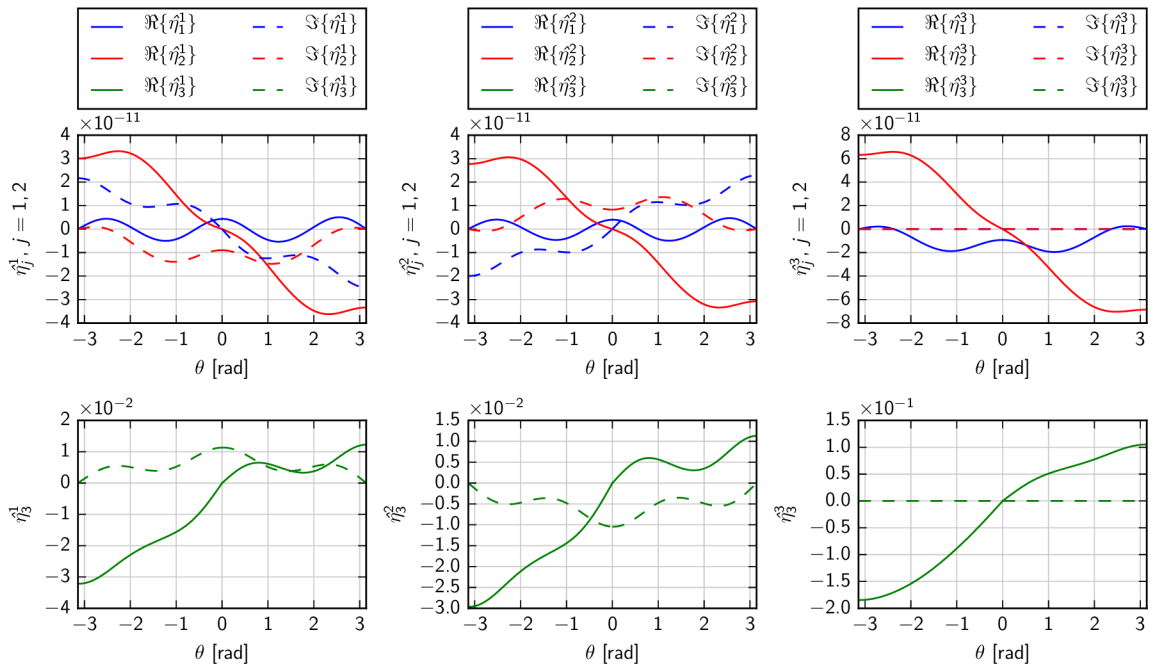 ℜ{η̂₁¹} ℑ{η̂₁¹}
ℜ{η̂₂¹} ℑ{η̂₂¹}
ℜ{η̂₃¹} ℑ{η̂₃¹}
ℜ{η̂₁²} ℑ{η̂₁²}
ℜ{η̂₂²} ℑ{η̂₂²}
ℜ{η̂₃²} ℑ{η̂₃²}
ℜ{η̂₁³} ℑ{η̂₁³}
ℜ{η̂₂³} ℑ{η̂₂³}
ℜ{η̂₃³} ℑ{η̂₃³}
×10⁻¹¹
4
3
2
1
0
−1
−2
−3
−4
η̂ⱼ¹, j = 1, 2
−3 −2 −1 0 1 2 3
θ [rad]
×10⁻¹¹
4
3
2
1
0
−1
−2
−3
−4
η̂ⱼ², j = 1, 2
−3 −2 −1 0 1 2 3
θ [rad]
×10⁻¹¹
8
6
4
2
0
−2
−4
−6
−8
η̂ⱼ³, j = 1, 2
−3 −2 −1 0 1 2 3
θ [rad]
×10⁻²
2
1
0
−1
−2
−3
−4
η̂₃¹
−3 −2 −1 0 1 2 3
θ [rad]
×10⁻²
1.5
1.0
0.5
0.0
−0.5
−1.0
−1.5
−2.0
−2.5
−3.0
η̂₃²
−3 −2 −1 0 1 2 3
θ [rad]
×10⁻¹
1.5
1.0
0.5
0.0
−0.5
−1.0
−1.5
−2.0
η̂₃³
−3 −2 −1 0 1 2 3
θ [rad]